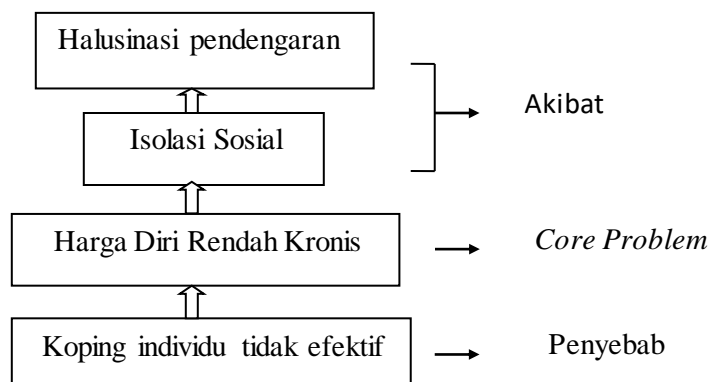 Halusinasi pendengaran
Akibat
Isolasi Sosial
Harga Diri Rendah Kronis
Core Problem
Koping individu tidak efektif
Penyebab